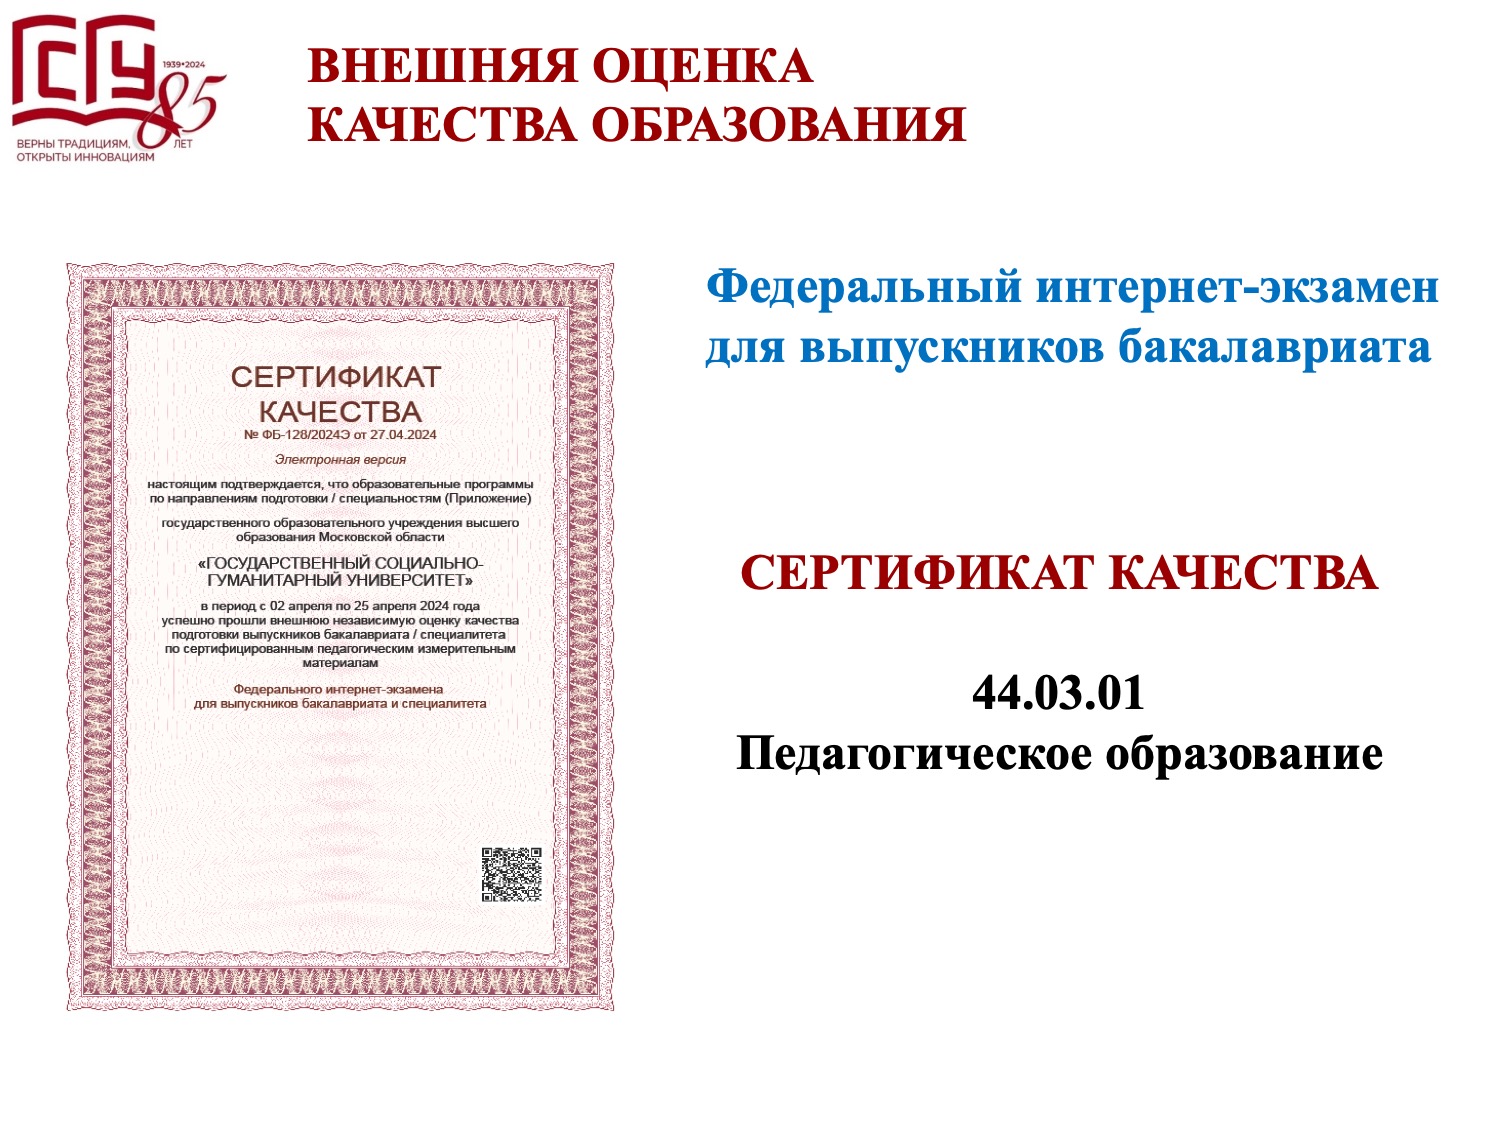 ГСГУ
1939•2024
85
ЛЕТ
ВЕРНЫ ТРАДИЦИЯМ,
ОТКРЫТЫ ИННОВАЦИЯМ
ВНЕШНЯЯ ОЦЕНКА
КАЧЕСТВА ОБРАЗОВАНИЯ
СЕРТИФИКАТ
КАЧЕСТВА
№ ФБ-128/2024Э от 27.04.2024
Электронная версия
настоящим подтверждается, что образовательные программы
по направлениям подготовки / специальностям (Приложение)
государственного образовательного учреждения высшего
образования Московской области
«ГОСУДАРСТВЕННЫЙ СОЦИАЛЬНО-
ГУМАНИТАРНЫЙ УНИВЕРСИТЕТ»
в период с 02 апреля по 25 апреля 2024 года
успешно прошли внешнюю независимую оценку качества
подготовки выпускников бакалавриата / специалитета
по сертифицированным педагогическим измерительным
материалам
Федерального интернет-экзамена
для выпускников бакалавриата и специалитета
Федеральный интернет-экзамен
для выпускников бакалавриата
СЕРТИФИКАТ КАЧЕСТВА
44.03.01
Педагогическое образование